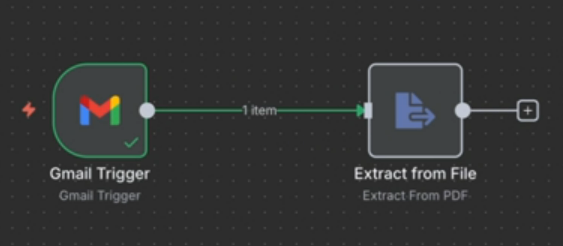 1 item
Gmail Trigger
Gmail Trigger
Extract from File
Extract From PDF